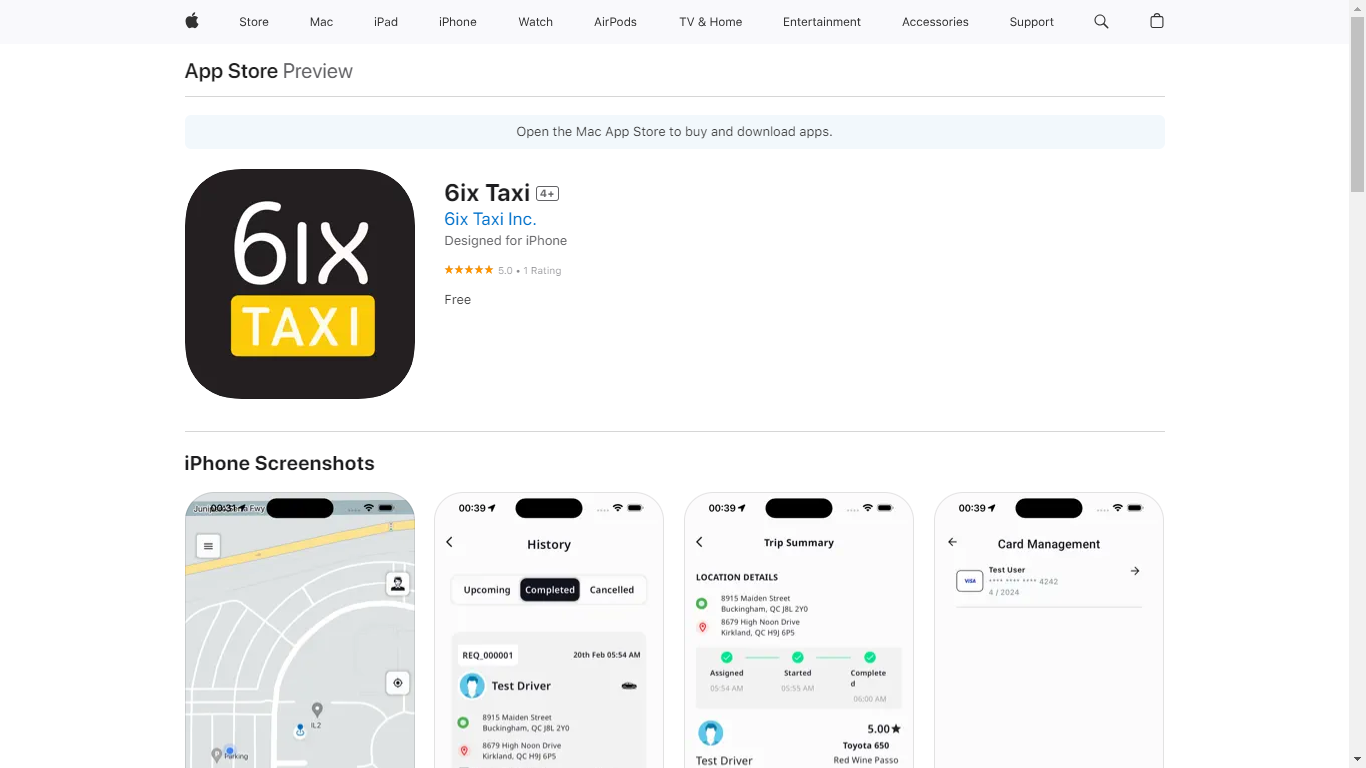 Store Mac iPad iPhone Watch AirPods TV & Home Entertainment Accessories Support
App Store Preview
Open the Mac App Store to buy and download apps.
6ix
TAXI
6ix Taxi 4+
6ix Taxi Inc.
Designed for iPhone
5.0 • 1 Rating
Free
iPhone Screenshots
00:31
Fwy
IL2
Parking
00:39
History
Upcoming Completed Cancelled
REQ_000001 20th Feb 05:54 AM
Test Driver
8915 Maiden Street
Buckingham, QC J8L 2Y0
8679 High Noon Drive
Kirkland, QC H9J 6P5
00:39
Trip Summary
LOCATION DETAILS
8915 Maiden Street
Buckingham, QC J8L 2Y0
8679 High Noon Drive
Kirkland, QC H9J 6P5
Assigned Started Complete
d
05:54 AM 05:55 AM 06:00 AM
5.00
Toyota 650
Test Driver Red Wine Passo
00:39
Card Management
Test User
VISA •••• •••• •••• 4242
4 / 2024